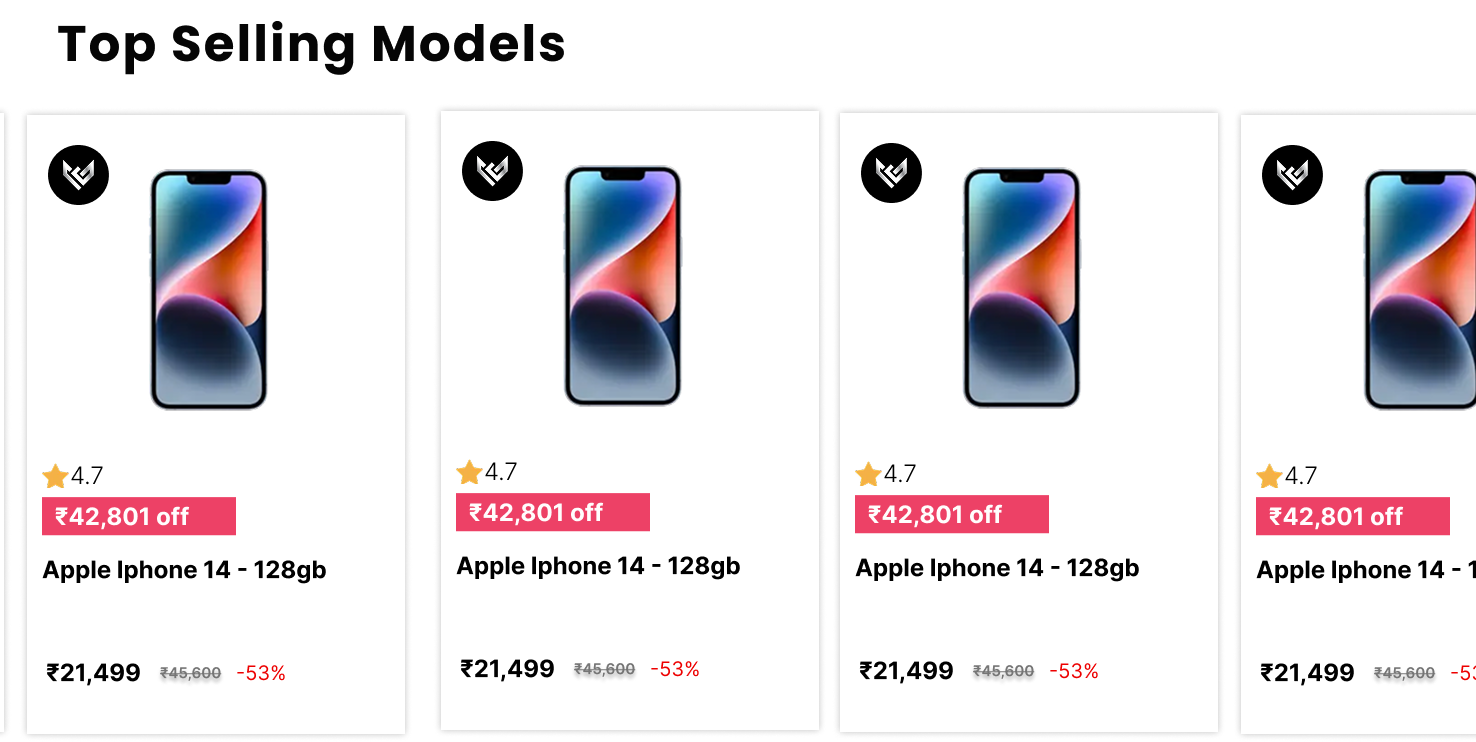 Top Selling Models
4.7
₹42,801 off
Apple Iphone 14 - 128gb
₹21,499 ₹45,600 -53%
4.7
₹42,801 off
Apple Iphone 14 - 128gb
₹21,499 ₹45,600 -53%
4.7
₹42,801 off
Apple Iphone 14 - 128gb
₹21,499 ₹45,600 -53%
4.7
₹42,801 off
Apple Iphone 14 - 1
₹21,499 ₹45,600 -53